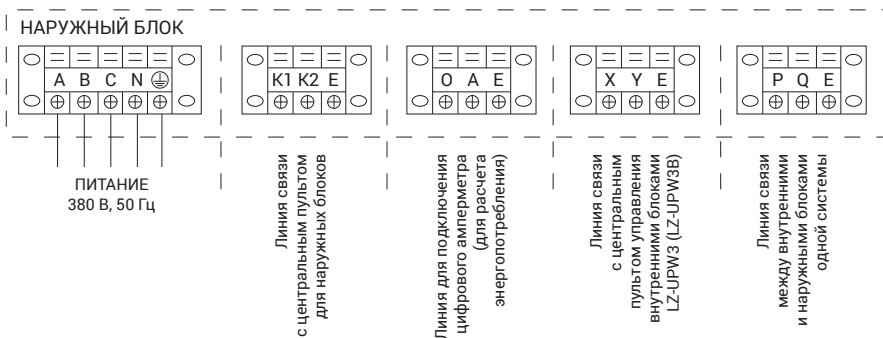 НАРУЖНЫЙ БЛОК
A B C N
K1 K2 E
O A E
X Y E
P Q E
ПИТАНИЕ
380 В, 50 Гц
Линия связи
с центральным пультом
для наружных блоков
Линия для подключения
цифрового амперметра
(для расчета
энергопотребления)
Линия связи
с центральным
пультом управления
внутренними блоками
LZ-UPW3 (LZ-UPW3B)
Линия связи
между внутренними
и наружными блоками
одной системы